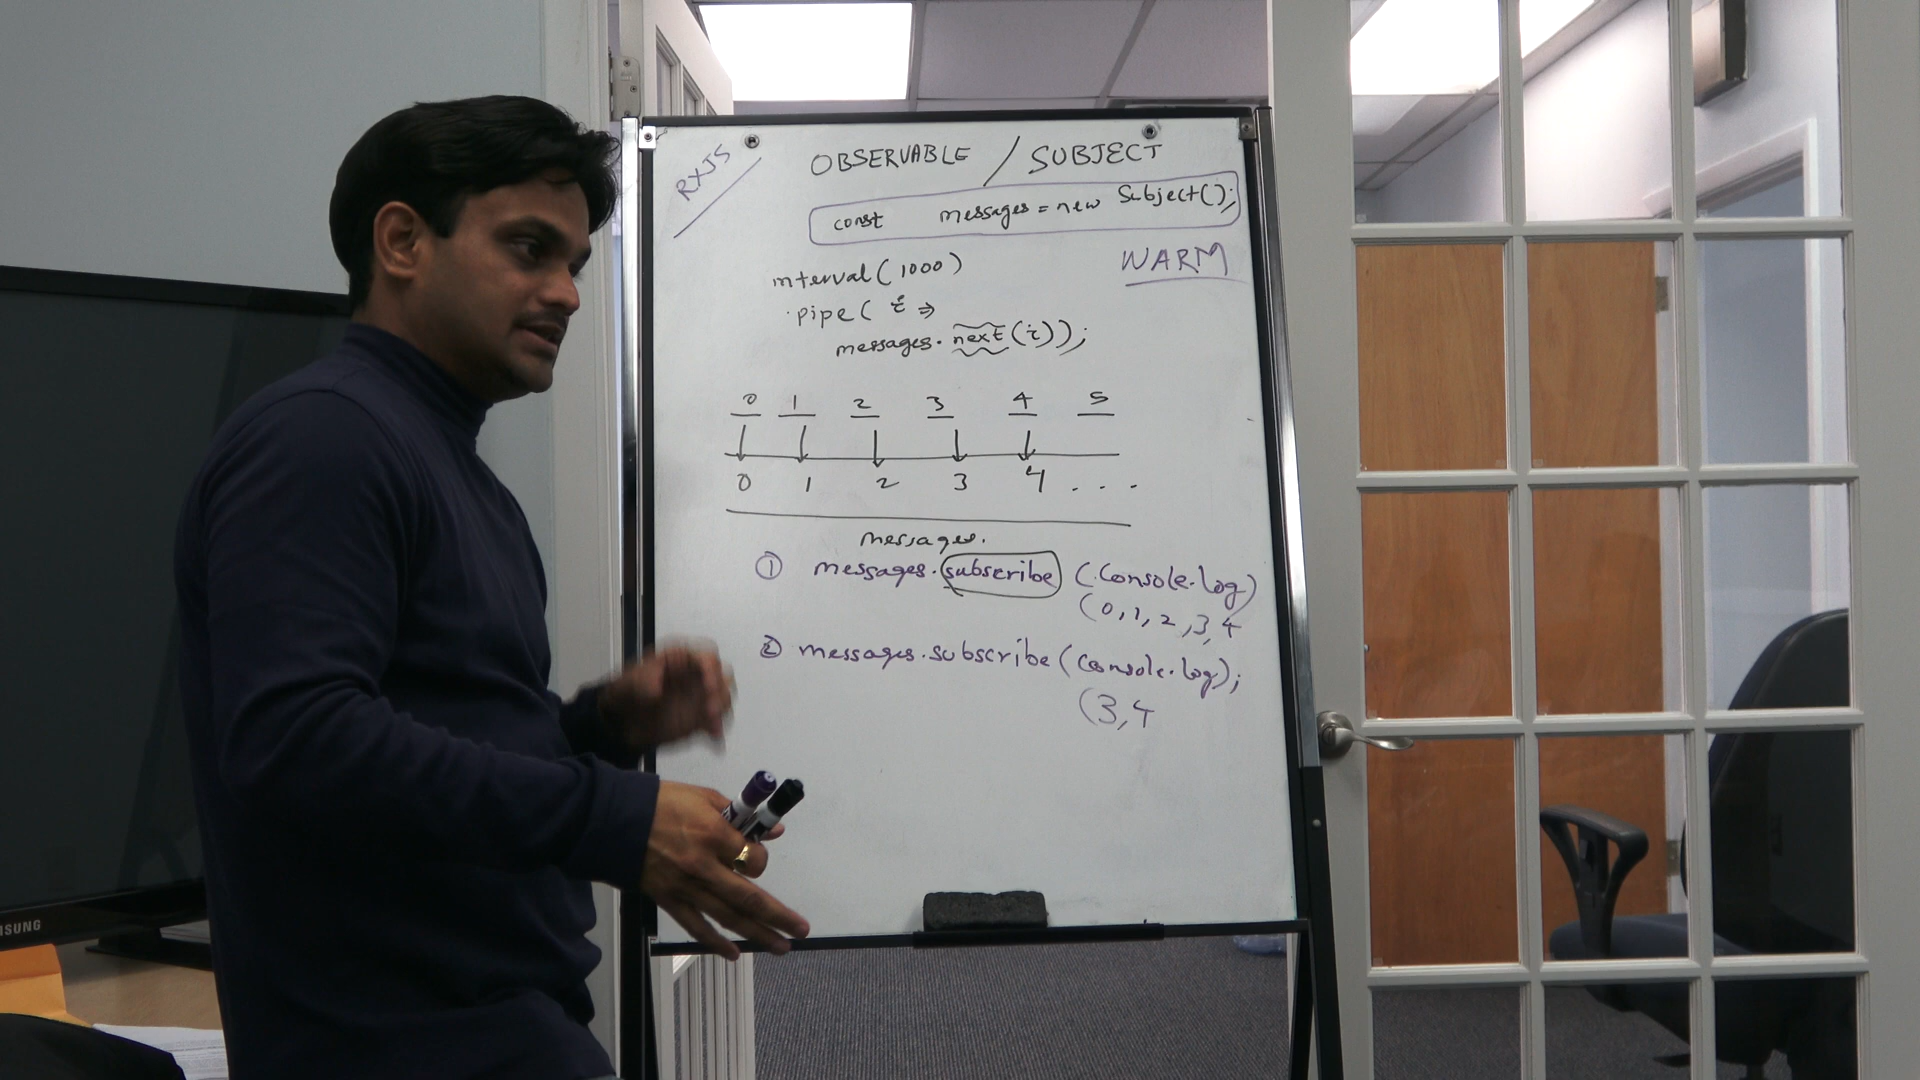 RXJS
OBSERVABLE / SUBJECT
const messages = new Subject();
WARM
interval(1000)
.pipe( i =>
messages.next(i));
0 1 2 3 4 5
0 1 2 3 4 . . .
messages.
① messages.subscribe (console.log)
(0,1,2,3,4
② messages.subscribe(console.log);
(3,4
SUNG